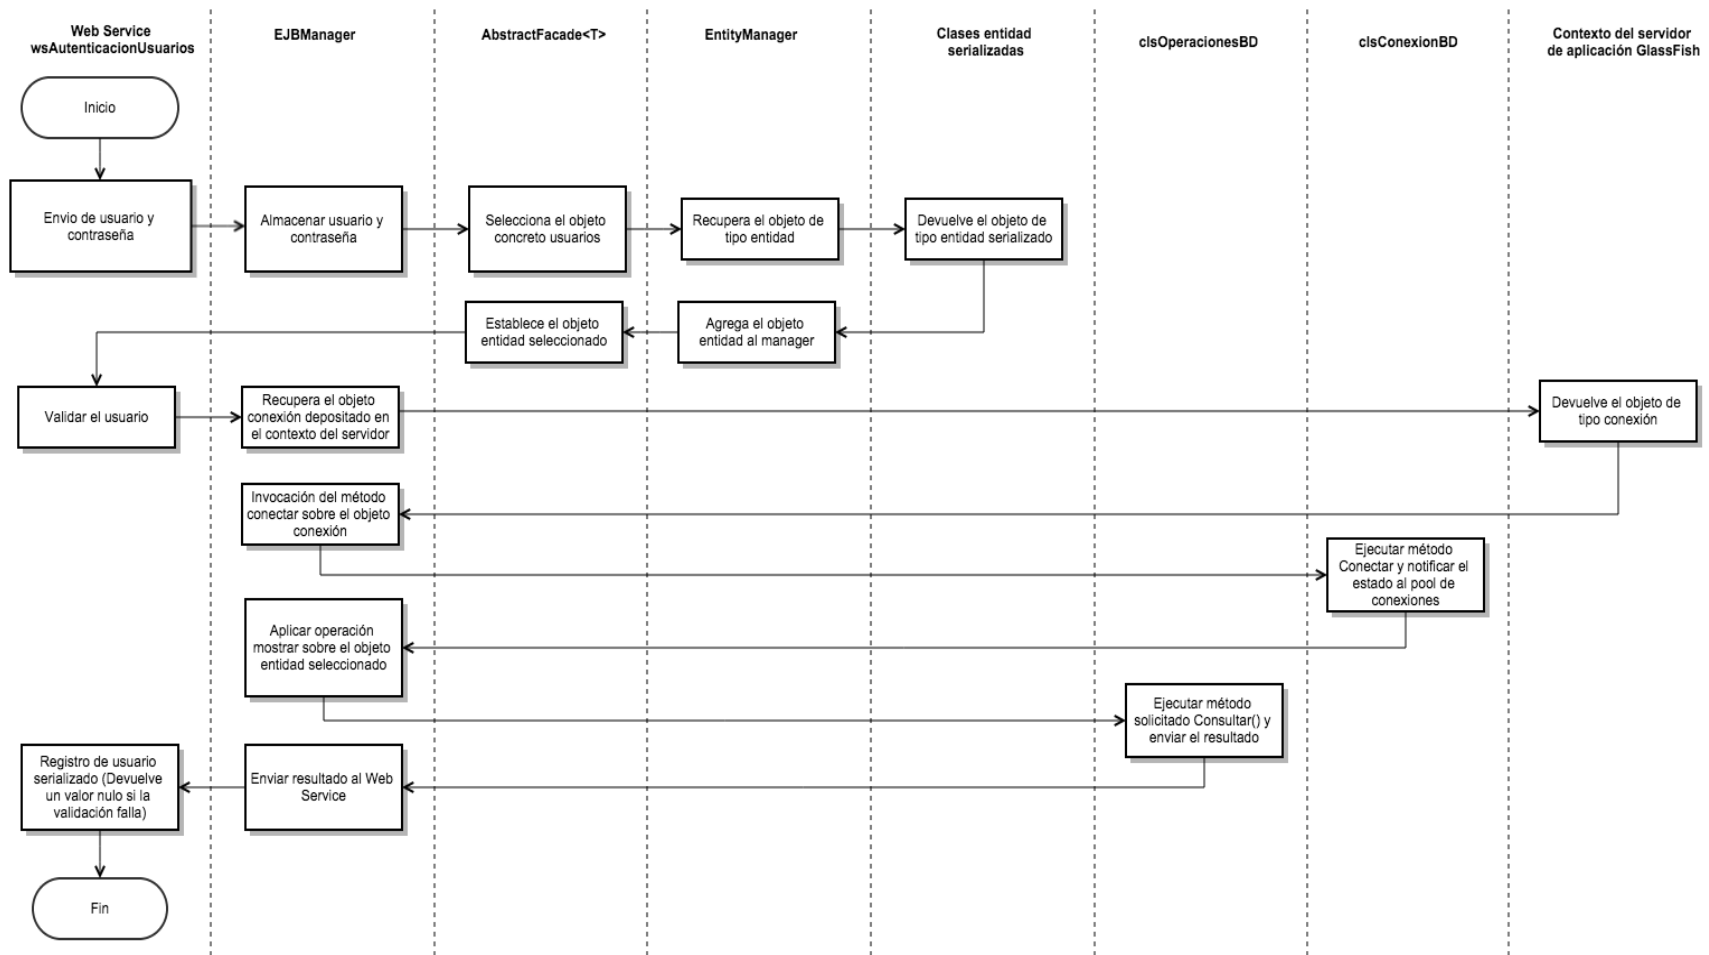 Web Service
wsAutenticacionUsuarios
EJBManager
AbstractFacade<T>
EntityManager
Clases entidad
serializadas
clsOperacionesBD
clsConexionBD
Contexto del servidor
de aplicación GlassFish
Inicio
Envio de usuario y
contraseña
Almacenar usuario y
contraseña
Selecciona el objeto
concreto usuarios
Recupera el objeto de
tipo entidad
Devuelve el objeto de
tipo entidad serializado
Establece el objeto
entidad seleccionado
Agrega el objeto
entidad al manager
Validar el usuario
Recupera el objeto
conexión depositado en
el contexto del servidor
Devuelve el objeto de
tipo conexión
Invocación del método
conectar sobre el objeto
conexión
Ejecutar método
Conectar y notificar el
estado al pool de
conexiones
Aplicar operación
mostrar sobre el objeto
entidad seleccionado
Ejecutar método
solicitado Consultar() y
enviar el resultado
Registro de usuario
serializado (Devuelve
un valor nulo si la
validación falla)
Enviar resultado al Web
Service
Fin